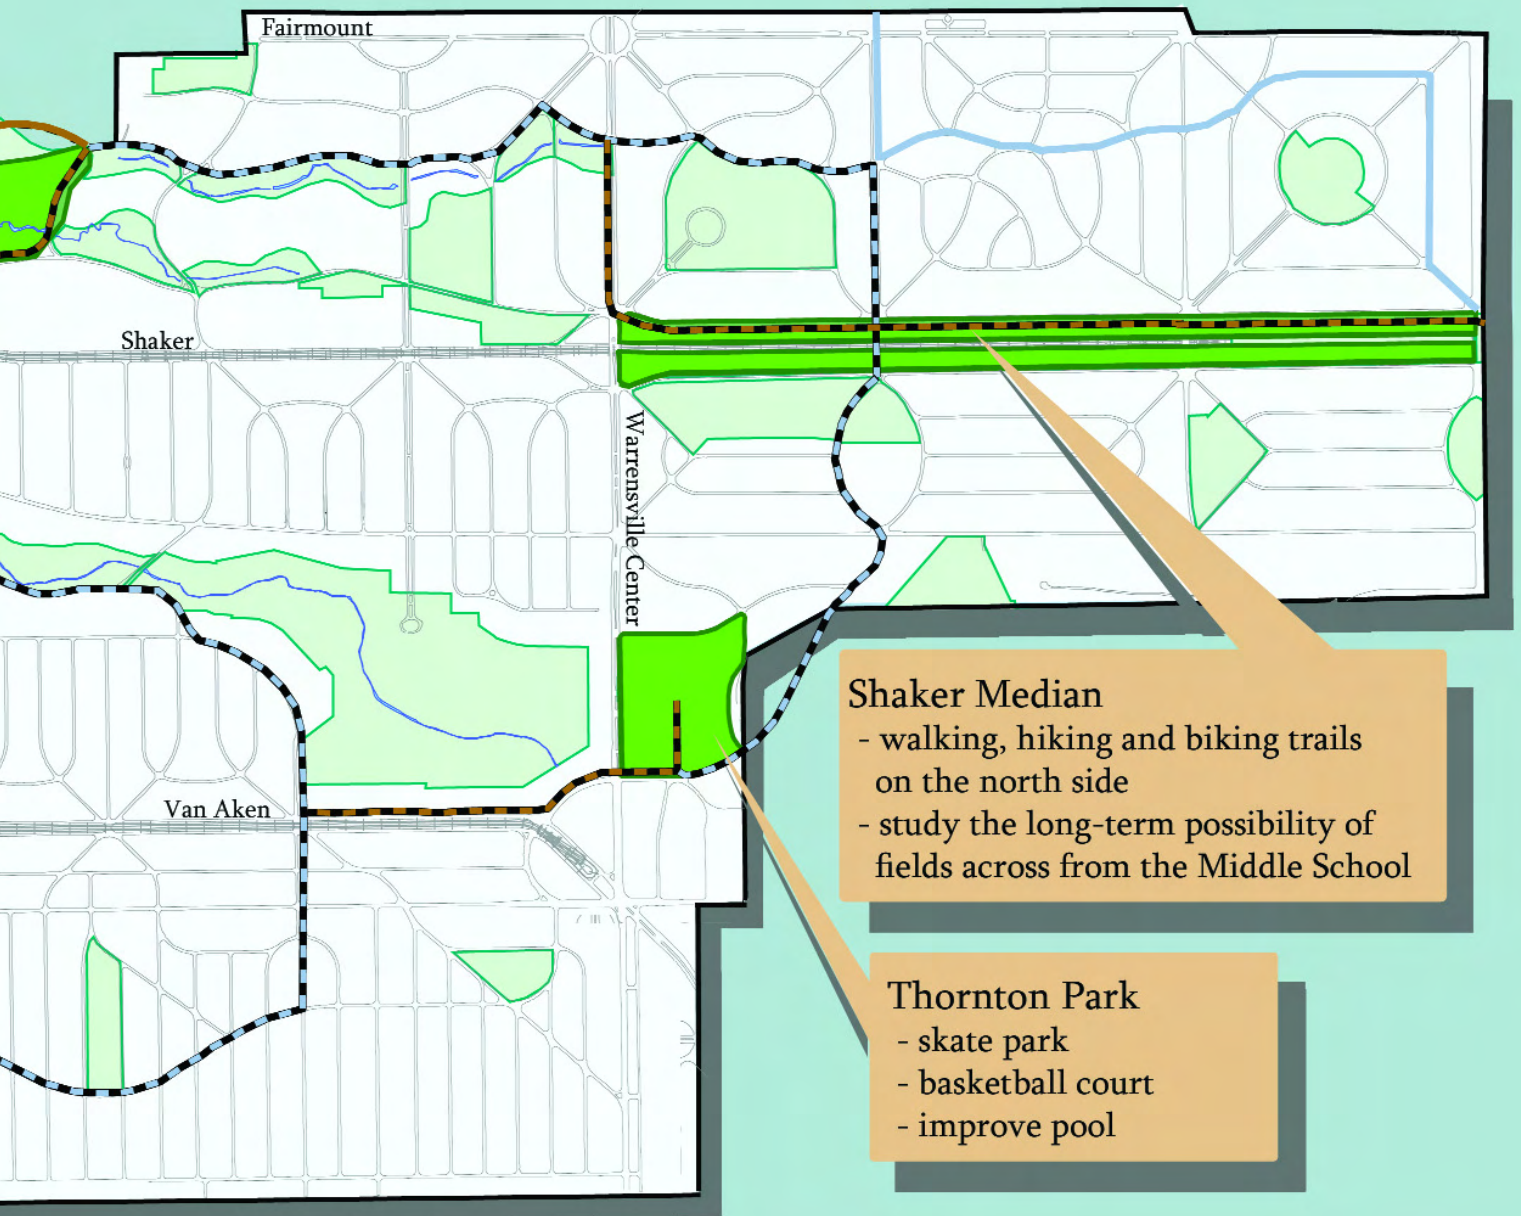 Fairmount
Shaker
Warrensville Center
Van Aken
Shaker Median
- walking, hiking and biking trails
on the north side
- study the long-term possibility of
fields across from the Middle School
Thornton Park
- skate park
- basketball court
- improve pool